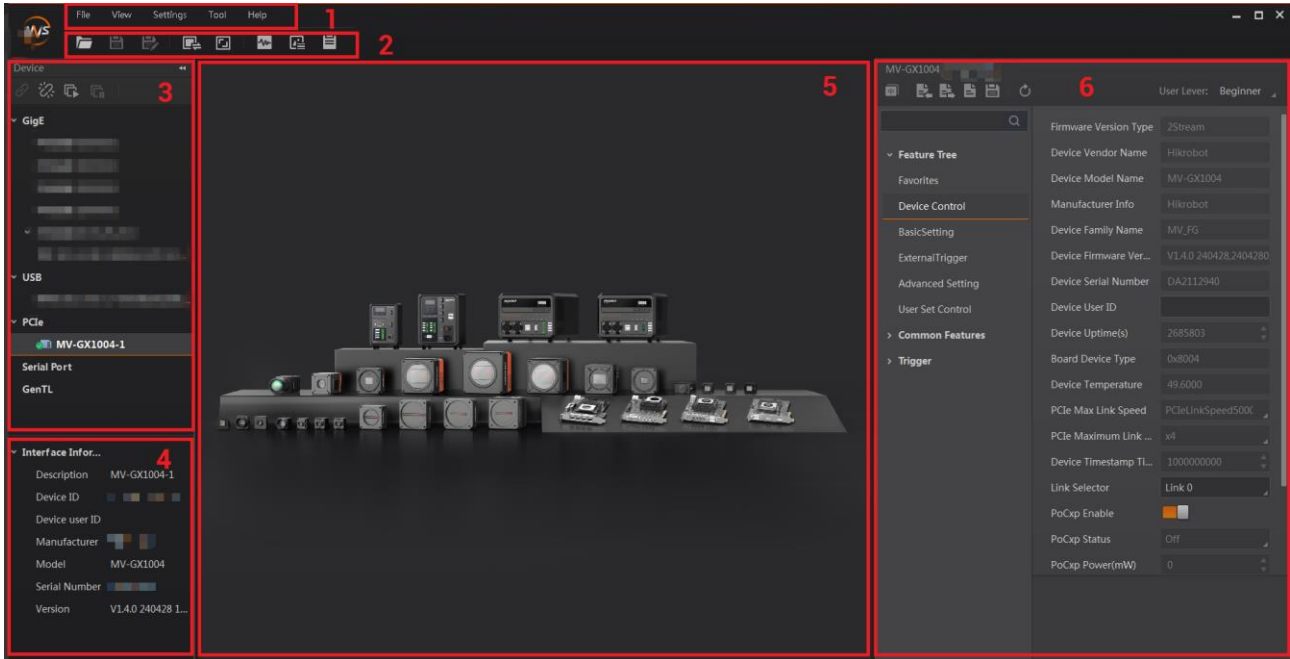 MVS
File View Settings Tool Help
1
2
Device
3
GigE
USB
PCIe
MV-GX1004-1
Serial Port
GenTL
Interface Infor...
4
Description MV-GX1004-1
Device ID
Device user ID
Manufacturer
Model MV-GX1004
Serial Number
Version V1.4.0 240428 1...
5
MV-GX1004
6
User Lever: Beginner
Feature Tree
Favorites
Device Control
BasicSetting
ExternalTrigger
Advanced Setting
User Set Control
Common Features
Trigger
Firmware Version Type 2Stream
Device Vendor Name Hikrobot
Device Model Name MV-GX1004
Manufacturer Info Hikrobot
Device Family Name MV_FG
Device Firmware Ver... V1.4.0 240428,2404280
Device Serial Number DA2112940
Device User ID
Device Uptime(s) 2685803
Board Device Type 0x8004
Device Temperature 49.6000
PCIe Max Link Speed PCIeLinkSpeed500(
PCIe Maximum Link ... x4
Device Timestamp Ti... 1000000000
Link Selector Link 0
PoCxp Enable
PoCxp Status Off
PoCxp Power(mW) 0